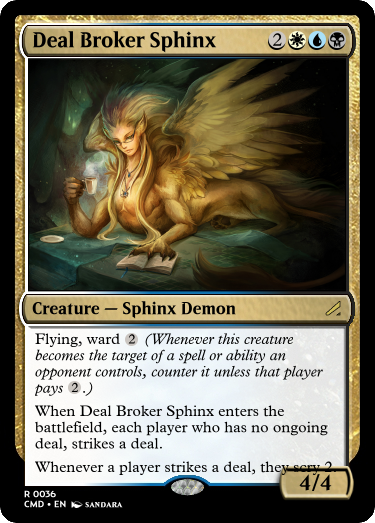 Deal Broker Sphinx 2
Creature — Sphinx Demon
Flying, ward 2 (Whenever this creature
becomes the target of a spell or ability an
opponent controls, counter it unless that player
pays 2.)
When Deal Broker Sphinx enters the
battlefield, each player who has no ongoing
deal, strikes a deal.
Whenever a player strikes a deal, they scry 2.
4/4
R 0036
CMD • EN SANDARA